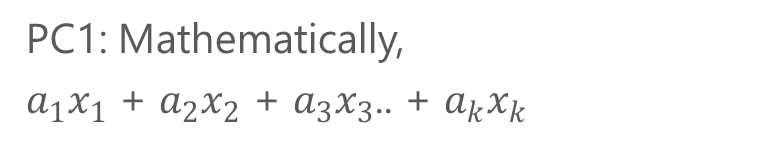 PC1: Mathematically,
a₁x₁ + a₂x₂ + a₃x₃.. + aₖxₖ